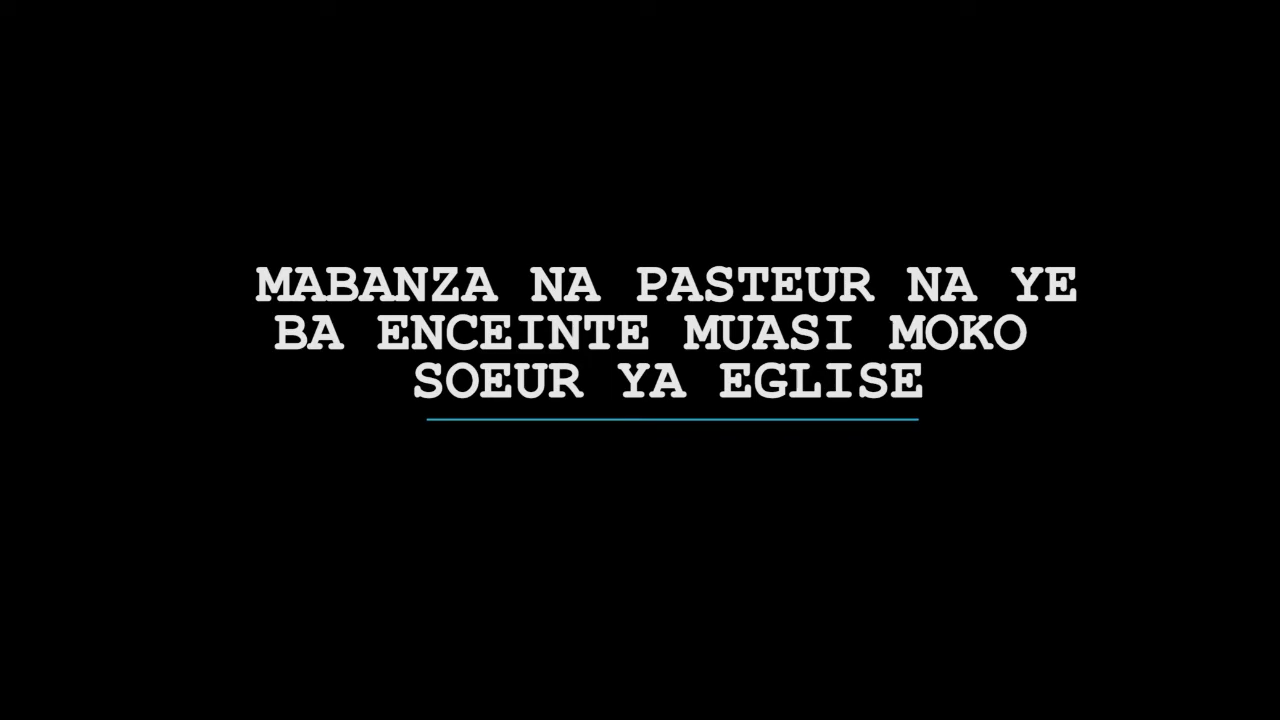 MABANZA NA PASTEUR NA YE
BA ENCEINTE MUASI MOKO
SOEUR YA EGLISE